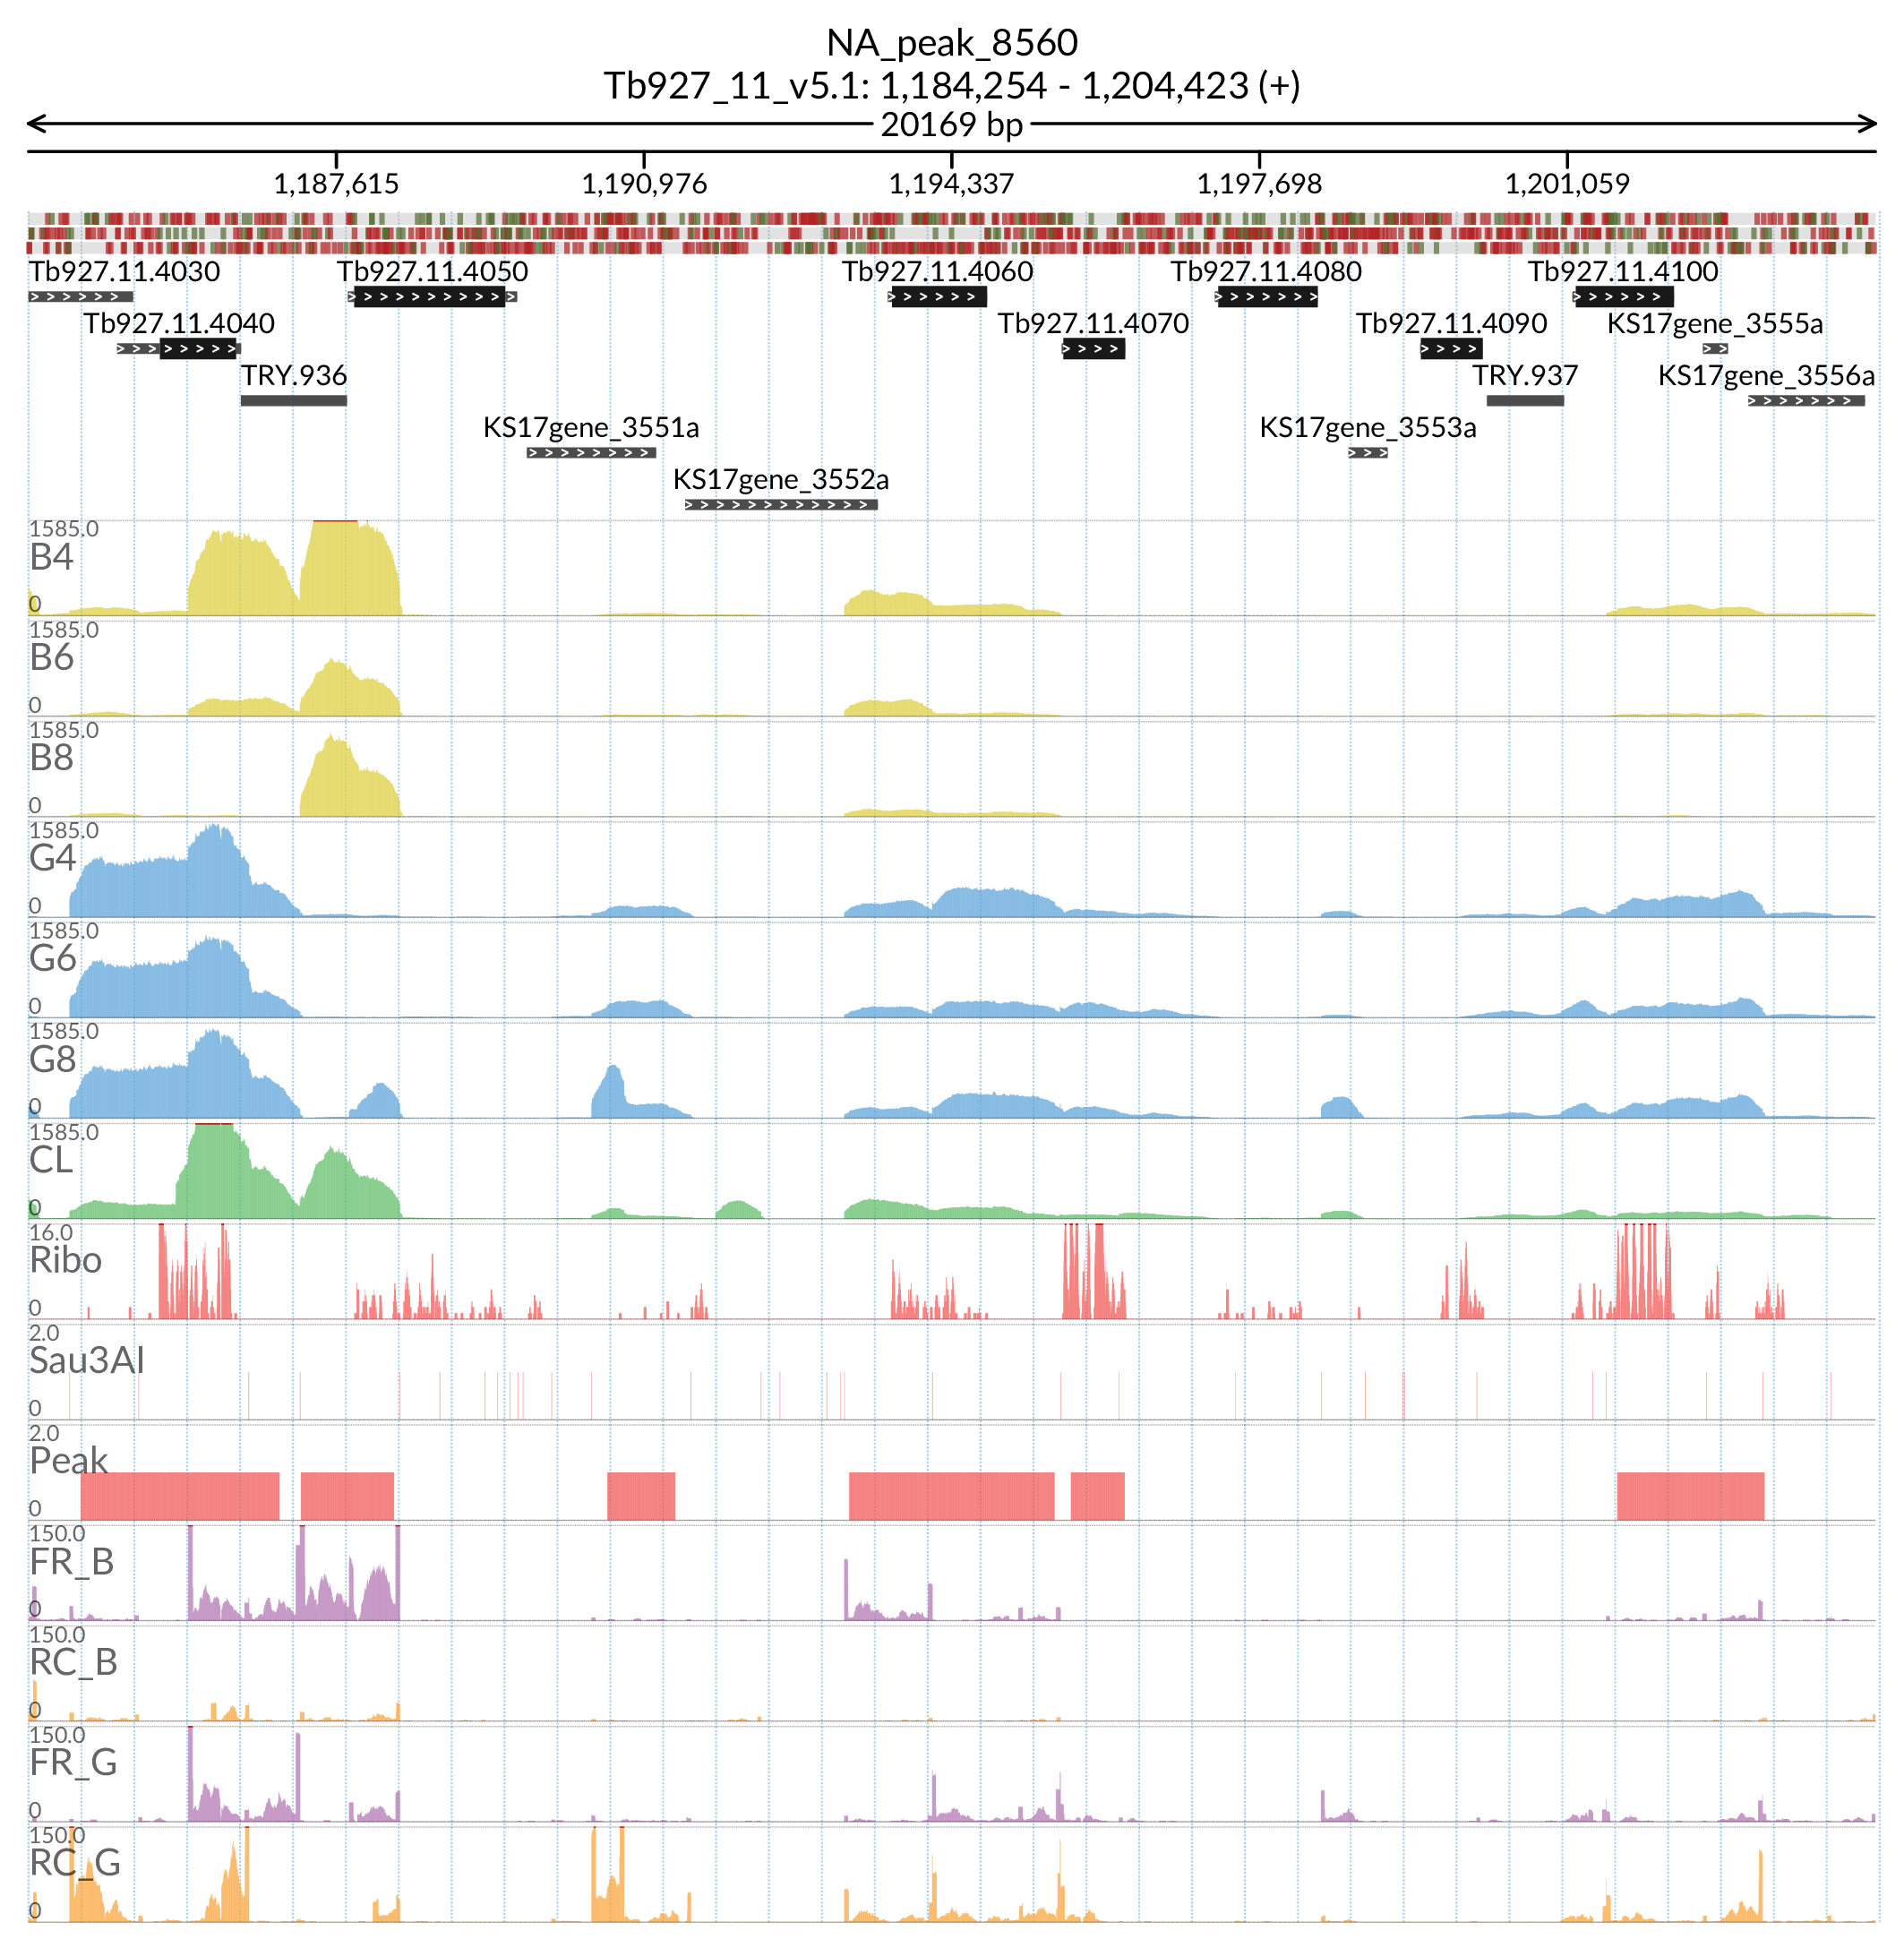 NA_peak_8560
Tb927_11_v5.1: 1,184,254 - 1,204,423 (+)
20169 bp
1,187,615 1,190,976 1,194,337 1,197,698 1,201,059
Tb927.11.4030 Tb927.11.4050 Tb927.11.4060 Tb927.11.4080 Tb927.11.4100
Tb927.11.4040 Tb927.11.4070 Tb927.11.4090 KS17gene_3555a
TRY.936 TRY.937 KS17gene_3556a
KS17gene_3551a KS17gene_3553a
KS17gene_3552a
1585.0
B4
0
1585.0
B6
0
1585.0
B8
0
1585.0
G4
0
1585.0
G6
0
1585.0
G8
0
1585.0
CL
0
16.0
Ribo
0
2.0
Sau3AI
0
2.0
Peak
0
150.0
FR_B
0
150.0
RC_B
0
150.0
FR_G
0
150.0
RC_G
0